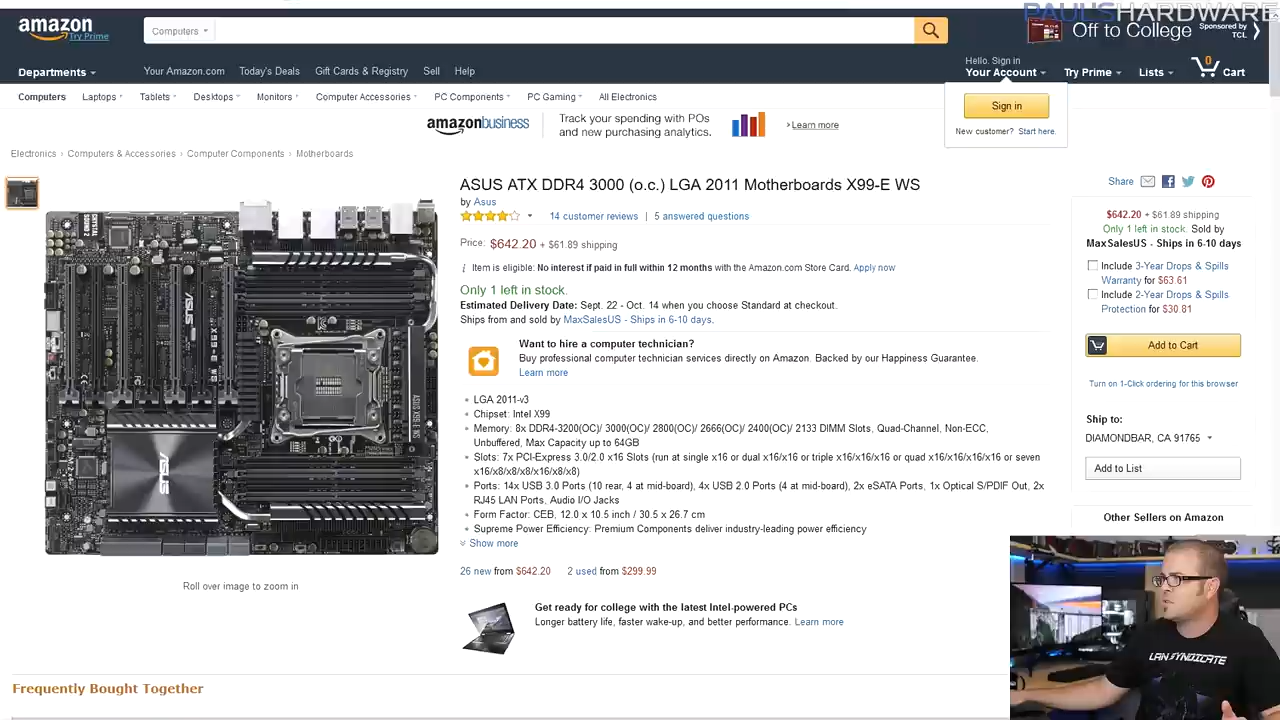 PAULSHARDWARE
amazon
Try Prime
Computers
Off to College
Sponsored by
TCL
Departments
Your Amazon.com Today's Deals Gift Cards & Registry Sell Help
Hello. Sign in
Your Account
Try Prime
Lists
0
Cart
Computers Laptops Tablets Desktops Monitors Computer Accessories PC Components PC Gaming All Electronics
Sign in
New customer? Start here.
amazonbusiness
Track your spending with POs
and new purchasing analytics.
Learn more
Electronics › Computers & Accessories › Computer Components › Motherboards
ASUS ATX DDR4 3000 (o.c.) LGA 2011 Motherboards X99-E WS
by Asus
14 customer reviews | 5 answered questions
Price: $642.20 + $61.89 shipping
Item is eligible: No interest if paid in full within 12 months with the Amazon.com Store Card. Apply now
Only 1 left in stock.
Estimated Delivery Date: Sept. 22 - Oct. 14 when you choose Standard at checkout.
Ships from and sold by MaxSalesUS - Ships in 6-10 days.
Want to hire a computer technician?
Buy professional computer technician services directly on Amazon. Backed by our Happiness Guarantee.
Learn more
LGA 2011-v3
Chipset: Intel X99
Memory: 8x DDR4-3200(OC)/ 3000(OC)/ 2800(OC)/ 2666(OC)/ 2400(OC)/ 2133 DIMM Slots, Quad-Channel, Non-ECC,
Unbuffered, Max Capacity up to 64GB
Slots: 7x PCI-Express 3.0/2.0 x16 Slots (run at single x16 or dual x16/x16 or triple x16/x16/x16 or quad x16/x16/x16/x16 or seven
x16/x8/x8/x8/x16/x8/x8)
Ports: 14x USB 3.0 Ports (10 rear, 4 at mid-board), 4x USB 2.0 Ports (4 at mid-board), 2x eSATA Ports, 1x Optical S/PDIF Out, 2x
RJ45 LAN Ports, Audio I/O Jacks
Form Factor: CEB, 12.0 x 10.5 inch / 30.5 x 26.7 cm
Supreme Power Efficiency: Premium Components deliver industry-leading power efficiency
Show more
26 new from $642.20 2 used from $299.99
Get ready for college with the latest Intel-powered PCs
Longer battery life, faster wake-up, and better performance. Learn more
Share
$642.20 + $61.89 shipping
Only 1 left in stock. Sold by
MaxSalesUS - Ships in 6-10 days
Include 3-Year Drops & Spills
Warranty for $63.61
Include 2-Year Drops & Spills
Protection for $30.81
Add to Cart
Turn on 1-Click ordering for this browser
Ship to:
DIAMONDBAR, CA 91765
Add to List
Other Sellers on Amazon
ASUS
ASUS
ASUS X99-E WS
Roll over image to zoom in
LAN SYNDICATE
Frequently Bought Together